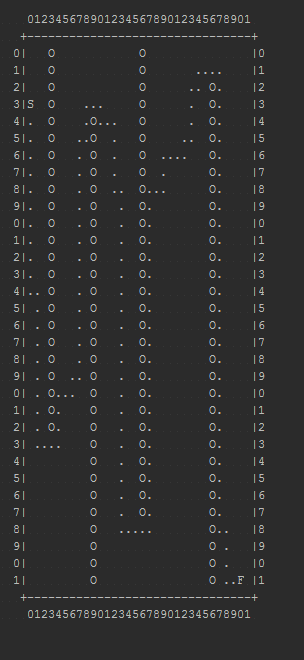 01234567890123456789012345678901
 +--------------------------------+
0|   O            O               |0
1|   O            O       ....    |1
2|   O            O      .. O.    |2
3|S  O    ...     O      .  O.    |3
4|.  O    .O...   O      .  O.    |4
5|.  O   ..O  .   O     ..  O.    |5
6|.  O   . O  .   O  ....   O.    |6
7|.  O   . O  .   O  .      O.    |7
8|.  O   . O  ..  O...      O.    |8
9|.  O   . O   .  O.        O.    |9
0|.  O   . O   .  O.        O.    |0
1|.  O   . O   .  O.        O.    |1
2|.  O   . O   .  O.        O.    |2
3|.  O   . O   .  O.        O.    |3
4|.. O   . O   .  O.        O.    |4
5| . O   . O   .  O.        O.    |5
6| . O   . O   .  O.        O.    |6
7| . O   . O   .  O.        O.    |7
8| . O   . O   .  O.        O.    |8
9| . O  .. O   .  O.        O.    |9
0| . O...  O   .  O.        O.    |0
1| . O.    O   .  O.        O.    |1
2| . O.    O   .  O.        O.    |2
3| ....    O   .  O.        O.    |3
4|         O   .  O.        O.    |4
5|         O   .  O.        O.    |5
6|         O   .  O.        O.    |6
7|         O   .  O.        O.    |7
8|         O   .....        O..   |8
9|         O                O .   |9
0|         O                O .   |0
1|         O                O ..F |1
 +--------------------------------+
  01234567890123456789012345678901